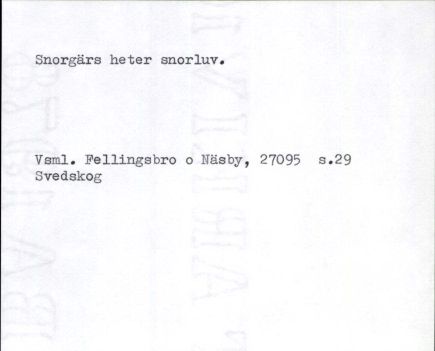 Snorgärs heter snorluv.
Vsml. Fellingsbro o Näsby, 27095 s.29
Svedskog